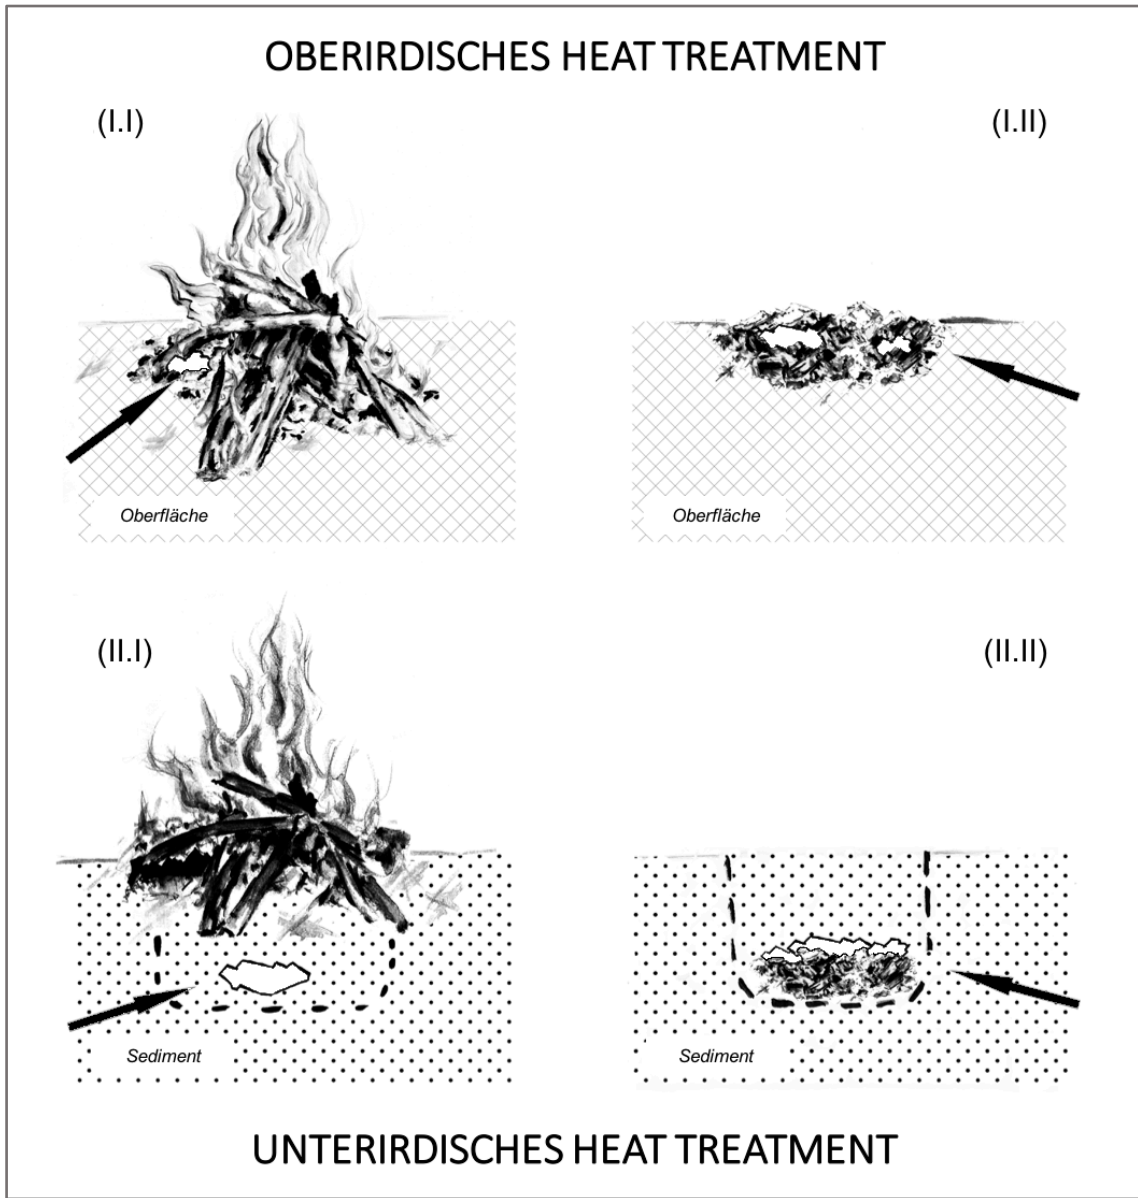 OBERIRDISCHES HEAT TREATMENT
(I.I)
(I.II)
Oberfläche
Oberfläche
(II.I)
(II.II)
Sediment
Sediment
UNTERIRDISCHES HEAT TREATMENT